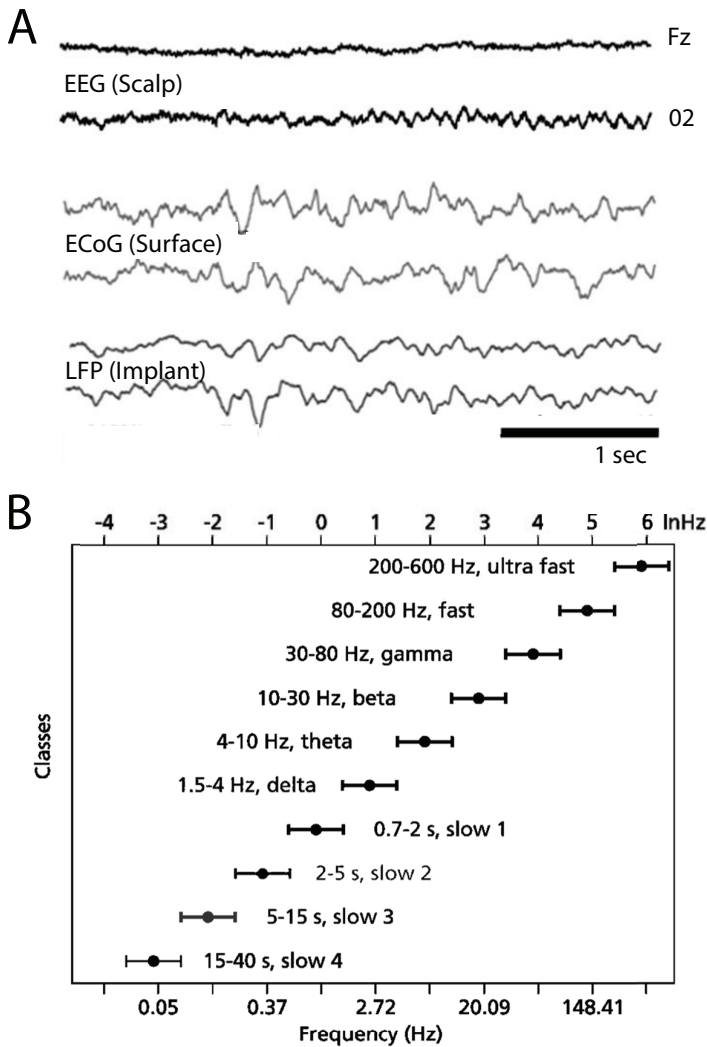 A
Fz
EEG (Scalp)
02
ECoG (Surface)
LFP (Implant)
1 sec
B
-4 -3 -2 -1 0 1 2 3 4 5 6 lnHz
200-600 Hz, ultra fast
80-200 Hz, fast
30-80 Hz, gamma
10-30 Hz, beta
4-10 Hz, theta
1.5-4 Hz, delta
0.7-2 s, slow 1
2-5 s, slow 2
5-15 s, slow 3
15-40 s, slow 4
Classes
0.05 0.37 2.72 20.09 148.41
Frequency (Hz)